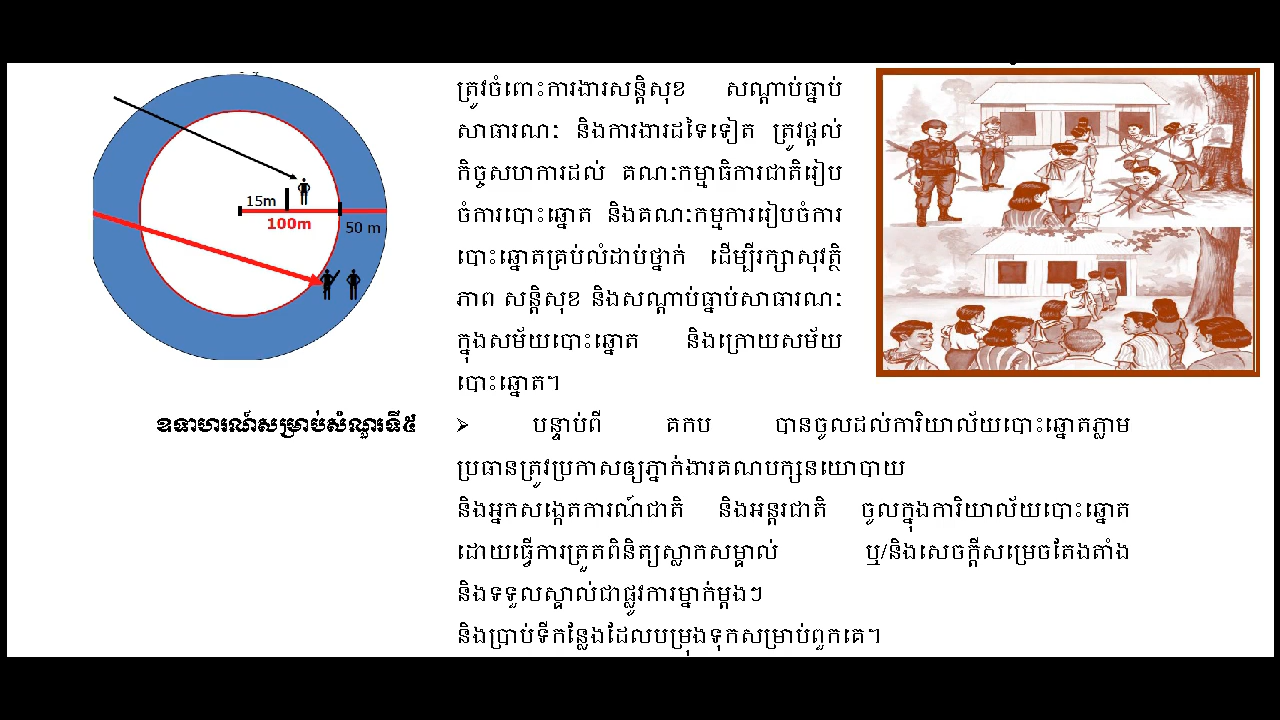 15m
100m
50 m
ត្រូវចំពោះការងារសន្តិសុខ សណ្តាប់ធ្នាប់
សាធារណៈ និងការងារដទៃទៀត ត្រូវផ្តល់
កិច្ចសហការដល់ គណៈកម្មាធិការជាតិរៀប
ចំការបោះឆ្នោត និងគណៈកម្មការរៀបចំការ
បោះឆ្នោតគ្រប់លំដាប់ថ្នាក់ ដើម្បីរក្សាសុវត្ថិ
ភាព សន្តិសុខ និងសណ្តាប់ធ្នាប់សាធារណៈ
ក្នុងសម័យបោះឆ្នោត និងក្រោយសម័យ
បោះឆ្នោត។
ឧទាហរណ៍សម្រាប់សំណួរទី៥
➢ បន្ទាប់ពី គកប បានចូលដល់ការិយាល័យបោះឆ្នោតភ្លាម
ប្រធានត្រូវប្រកាសឲ្យភ្នាក់ងារគណបក្សនយោបាយ
និងអ្នកសង្កេតការណ៍ជាតិ និងអន្តរជាតិ ចូលក្នុងការិយាល័យបោះឆ្នោត
ដោយធ្វើការត្រួតពិនិត្យស្លាកសម្គាល់ ឬ/និងសេចក្តីសម្រេចតែងតាំង
និងទទួលស្គាល់ជាផ្លូវការម្នាក់ម្តងៗ
និងប្រាប់ទីកន្លែងដែលបម្រុងទុកសម្រាប់ពួកគេ។